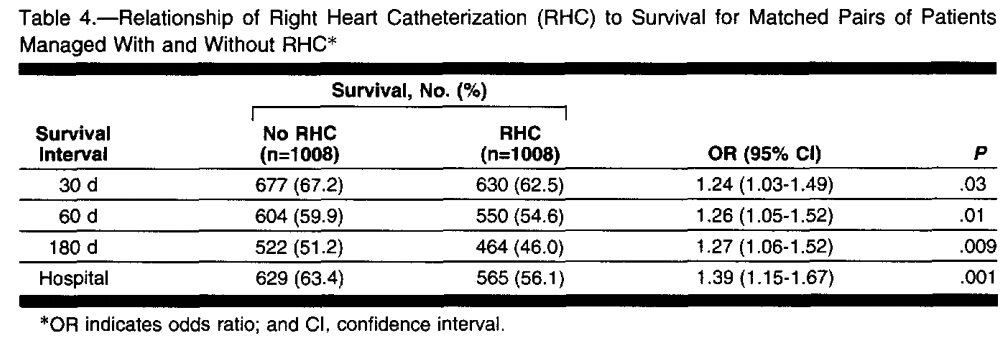 Table 4.—Relationship of Right Heart Catheterization (RHC) to Survival for Matched Pairs of Patients
Managed With and Without RHC*
Survival, No. (%)
Survival Interval No RHC (n=1008) RHC (n=1008) OR (95% CI) P
30 d 677 (67.2) 630 (62.5) 1.24 (1.03-1.49) .03
60 d 604 (59.9) 550 (54.6) 1.26 (1.05-1.52) .01
180 d 522 (51.2) 464 (46.0) 1.27 (1.06-1.52) .009
Hospital 629 (63.4) 565 (56.1) 1.39 (1.15-1.67) .001
*OR indicates odds ratio; and CI, confidence interval.